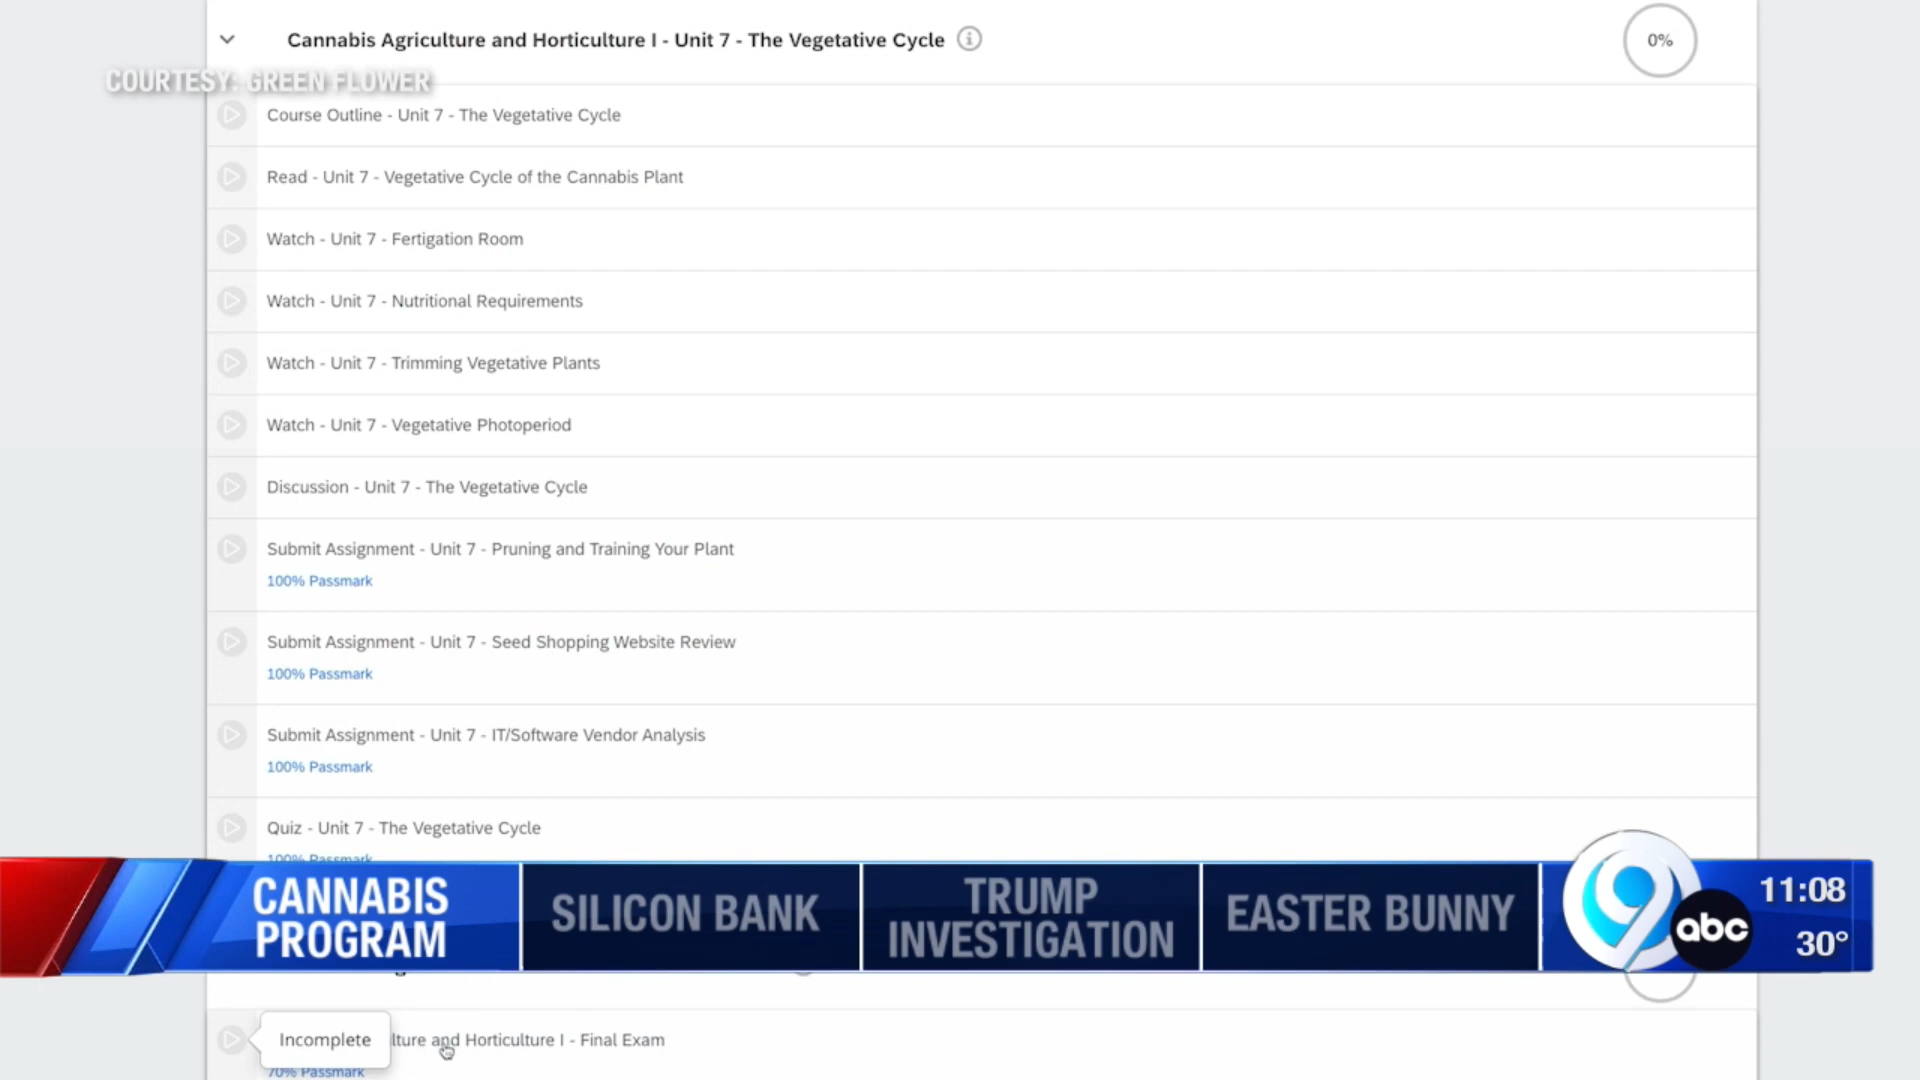 Cannabis Agriculture and Horticulture I - Unit 7 - The Vegetative Cycle
0%
COURTESY: GREEN FLOWER
Course Outline - Unit 7 - The Vegetative Cycle
Read - Unit 7 - Vegetative Cycle of the Cannabis Plant
Watch - Unit 7 - Fertigation Room
Watch - Unit 7 - Nutritional Requirements
Watch - Unit 7 - Trimming Vegetative Plants
Watch - Unit 7 - Vegetative Photoperiod
Discussion - Unit 7 - The Vegetative Cycle
Submit Assignment - Unit 7 - Pruning and Training Your Plant
100% Passmark
Submit Assignment - Unit 7 - Seed Shopping Website Review
100% Passmark
Submit Assignment - Unit 7 - IT/Software Vendor Analysis
100% Passmark
Quiz - Unit 7 - The Vegetative Cycle
100% Passmark
CANNABIS
PROGRAM
SILICON BANK
TRUMP
INVESTIGATION
EASTER BUNNY
9
abc
11:08
30°
Incomplete
lture and Horticulture I - Final Exam
70% Passmark